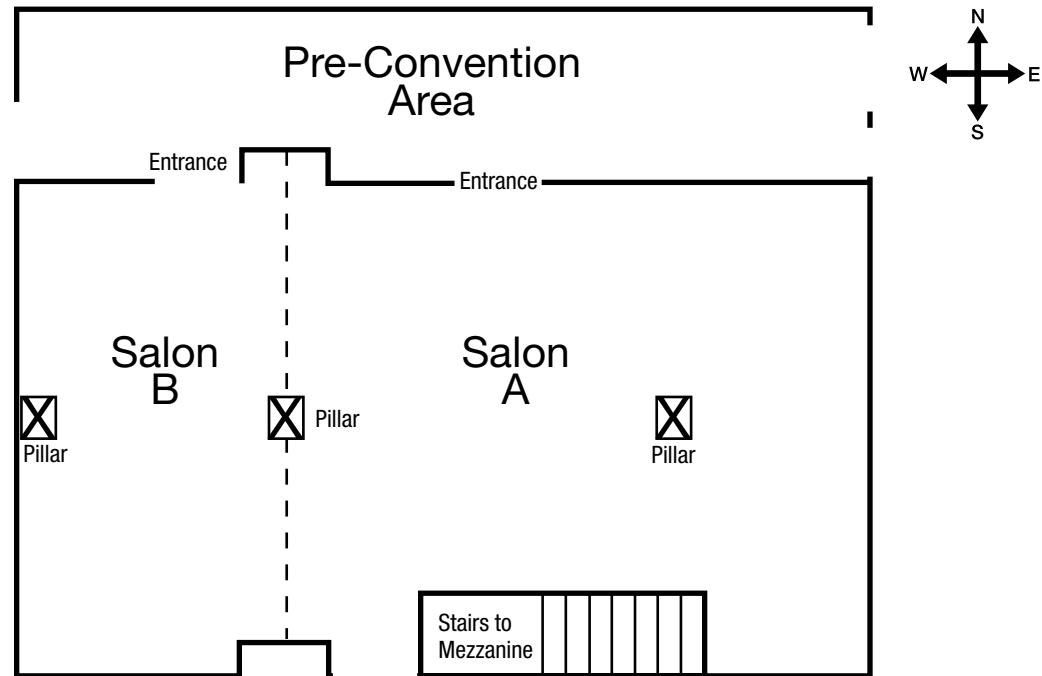 Pre-Convention
Area
N
W
E
S
Entrance
Entrance
Salon
B
Salon
A
Pillar
Pillar
Pillar
Stairs to
Mezzanine